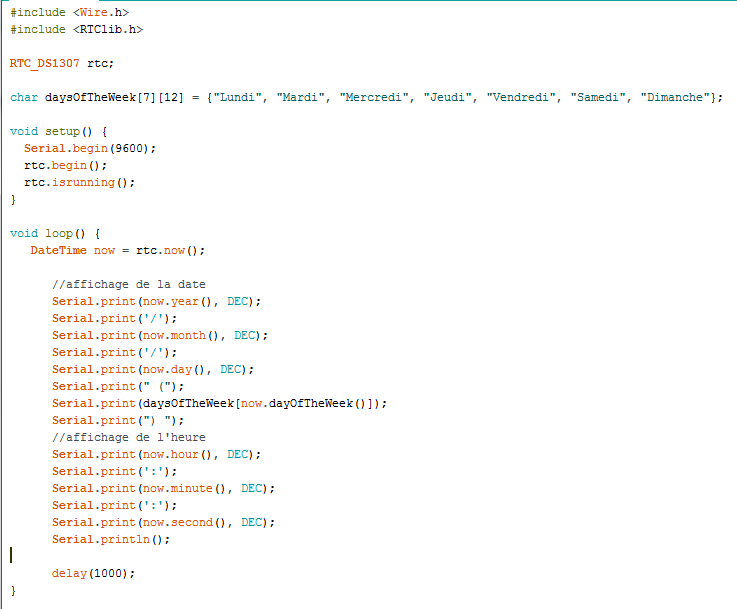 #include <Wire.h>
#include <RTClib.h>
RTC_DS1307 rtc;
char daysOfTheWeek[7][12] = {"Lundi", "Mardi", "Mercredi", "Jeudi", "Vendredi", "Samedi", "Dimanche"};
void setup() {
  Serial.begin(9600);
  rtc.begin();
  rtc.isrunning();
}
void loop() {
   DateTime now = rtc.now();
      //affichage de la date
      Serial.print(now.year(), DEC);
      Serial.print('/');
      Serial.print(now.month(), DEC);
      Serial.print('/');
      Serial.print(now.day(), DEC);
      Serial.print(" (");
      Serial.print(daysOfTheWeek[now.dayOfTheWeek()]);
      Serial.print(") ");
      //affichage de l'heure
      Serial.print(now.hour(), DEC);
      Serial.print(':');
      Serial.print(now.minute(), DEC);
      Serial.print(':');
      Serial.print(now.second(), DEC);
      Serial.println();
      delay(1000);
}